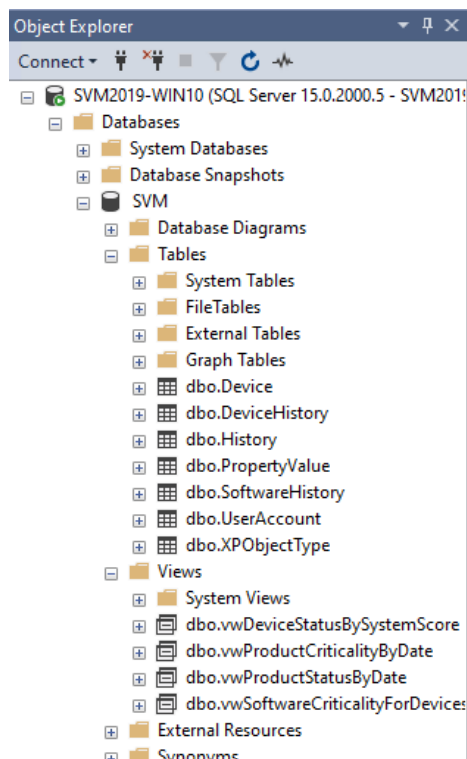 Object Explorer
Connect
SVM2019-WIN10 (SQL Server 15.0.2000.5 - SVM2019
Databases
System Databases
Database Snapshots
SVM
Database Diagrams
Tables
System Tables
FileTables
External Tables
Graph Tables
dbo.Device
dbo.DeviceHistory
dbo.History
dbo.PropertyValue
dbo.SoftwareHistory
dbo.UserAccount
dbo.XPObjectType
Views
System Views
dbo.vwDeviceStatusBySystemScore
dbo.vwProductCriticalityByDate
dbo.vwProductStatusByDate
dbo.vwSoftwareCriticalityForDevices
External Resources
Synonyms